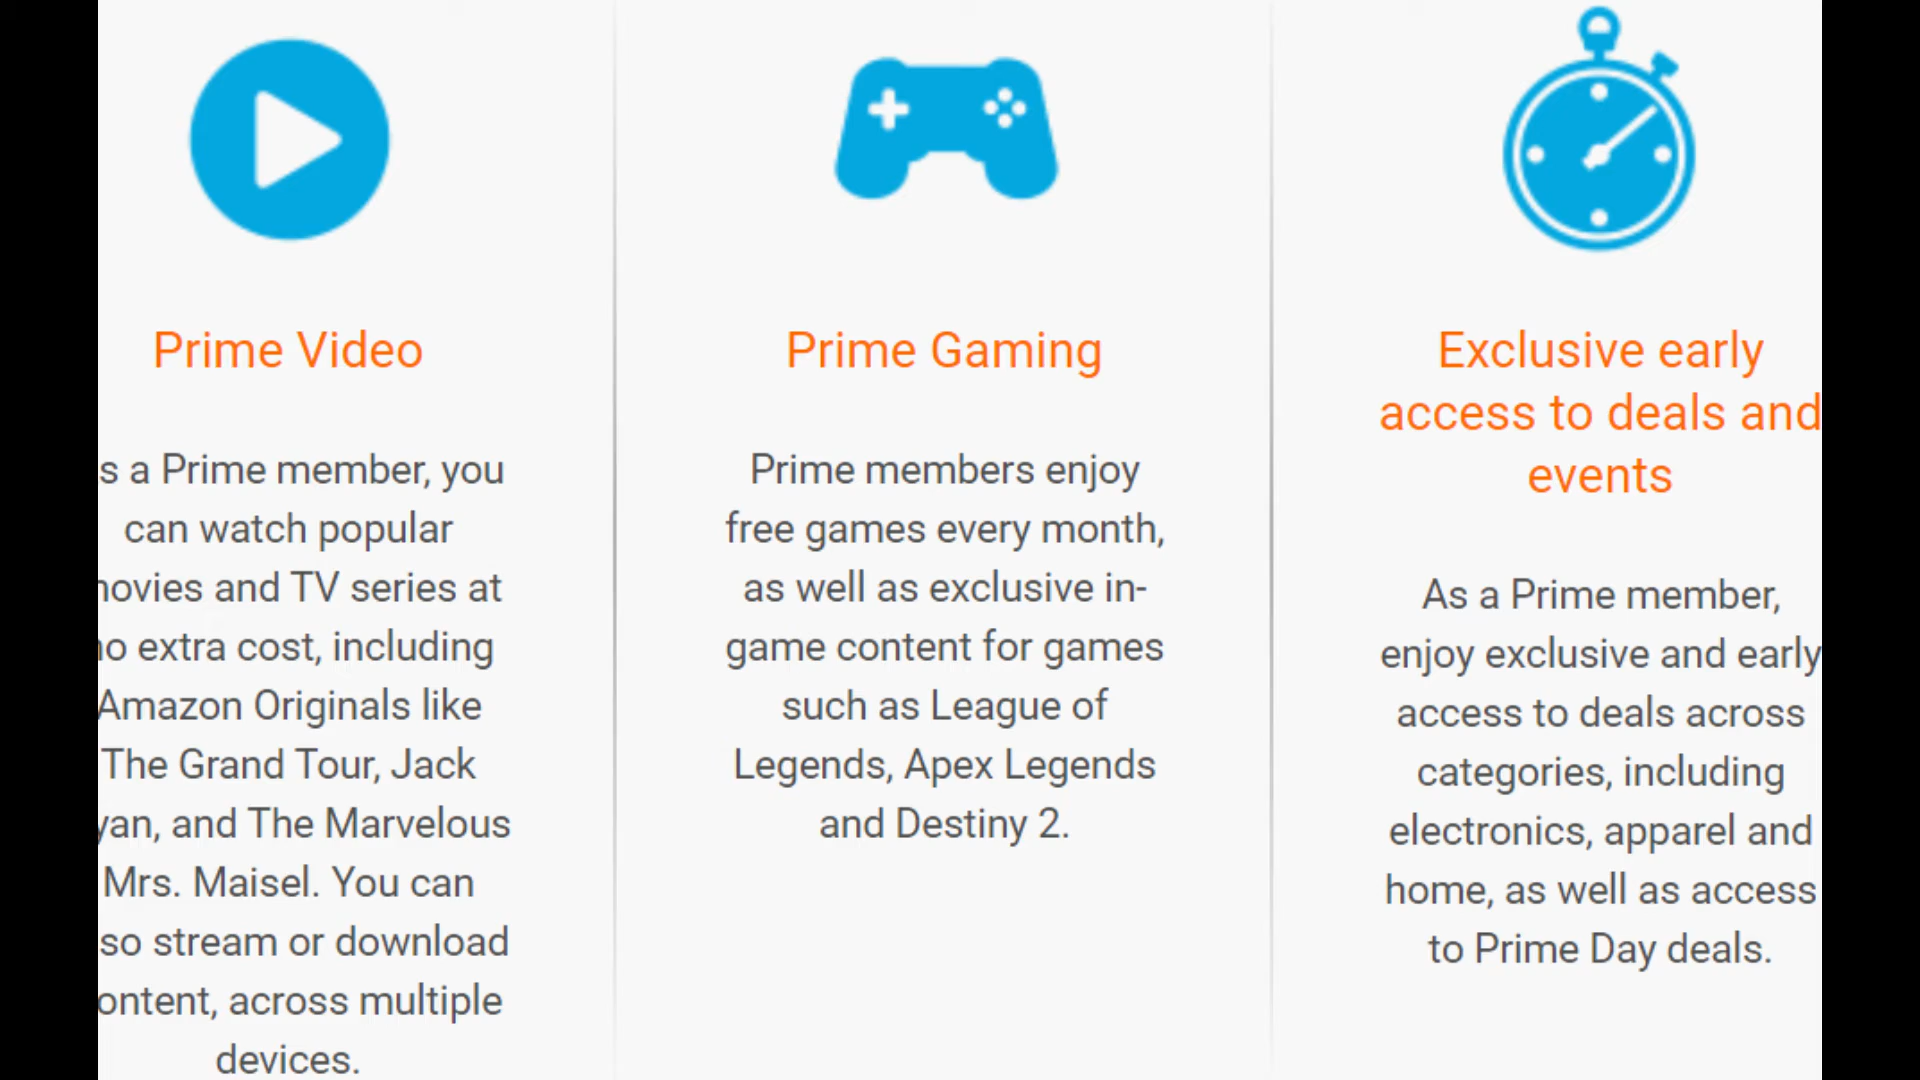 Prime Video
s a Prime member, you
can watch popular
movies and TV series at
no extra cost, including
Amazon Originals like
The Grand Tour, Jack
yan, and The Marvelous
Mrs. Maisel. You can
so stream or download
ontent, across multiple
devices.
Prime Gaming
Prime members enjoy
free games every month,
as well as exclusive in-
game content for games
such as League of
Legends, Apex Legends
and Destiny 2.
Exclusive early
access to deals and
events
As a Prime member,
enjoy exclusive and early
access to deals across
categories, including
electronics, apparel and
home, as well as access
to Prime Day deals.